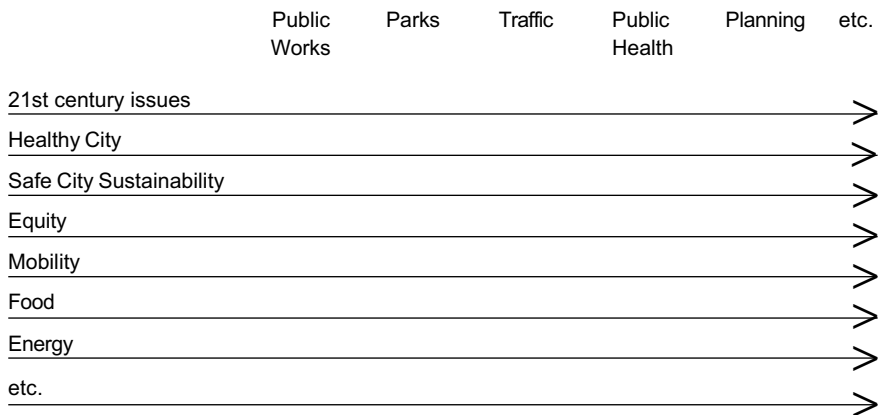 Public Parks Traffic Public Planning etc.
Works Health
21st century issues
Healthy City
Safe City Sustainability
Equity
Mobility
Food
Energy
etc.